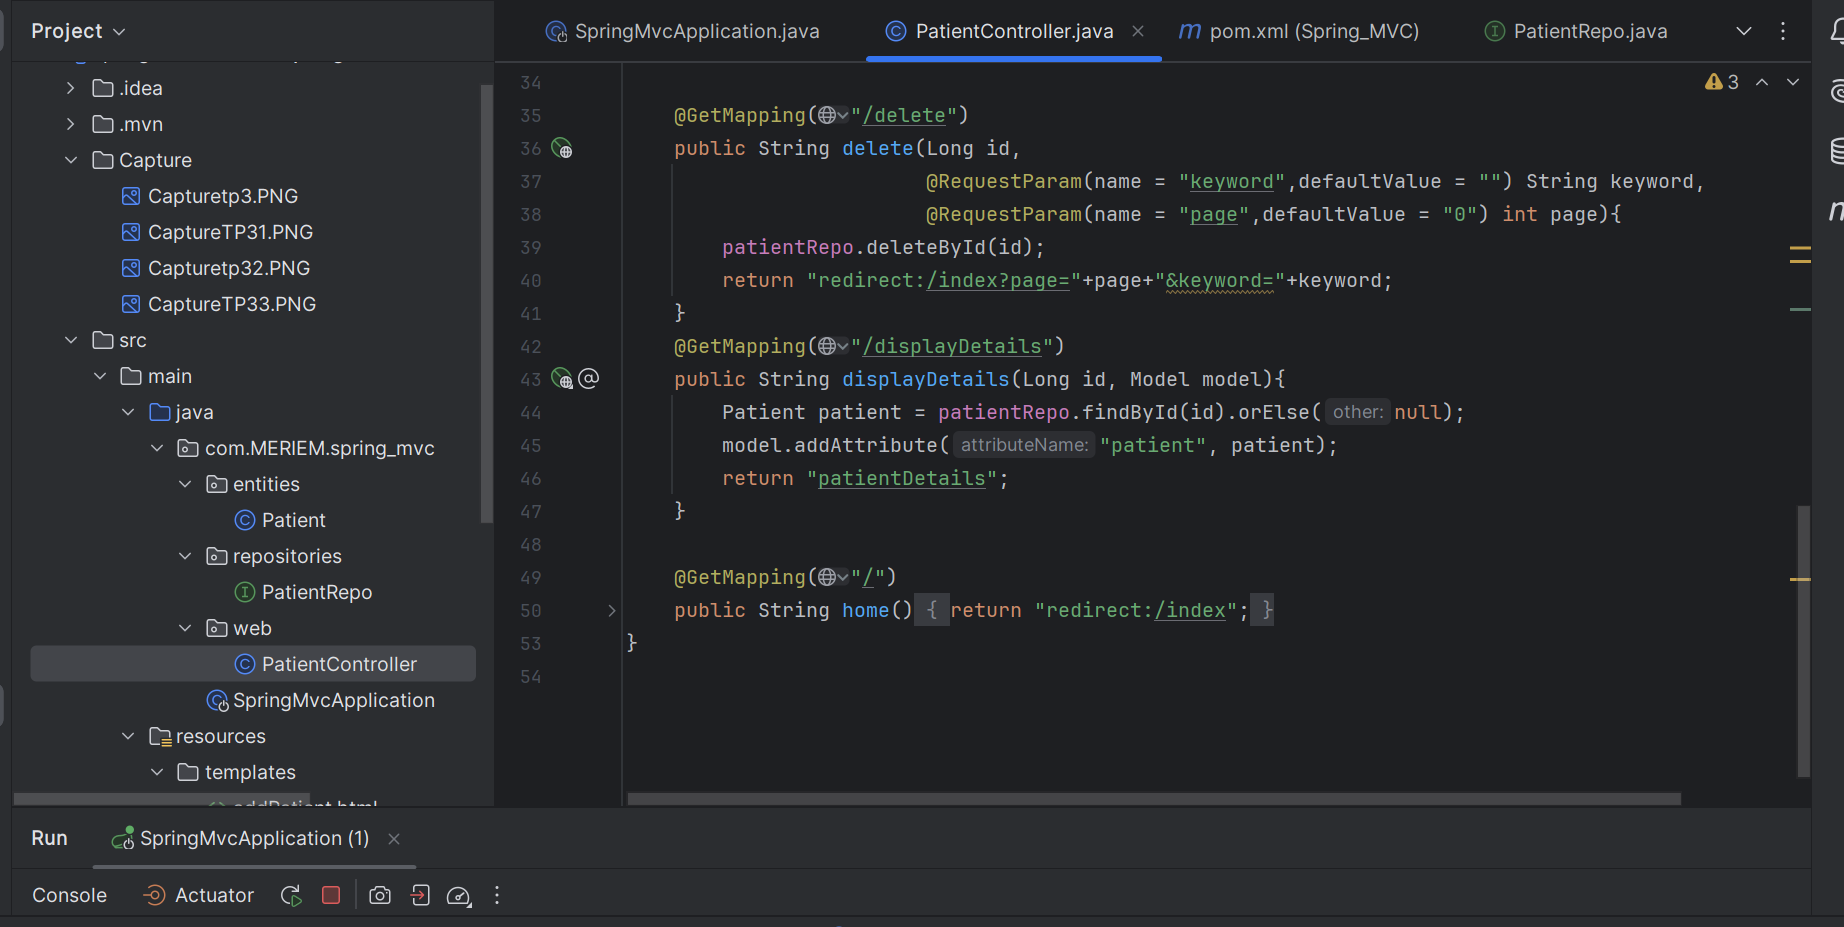 Project
SpringMvcApplication.java
PatientController.java
m pom.xml (Spring_MVC)
PatientRepo.java
.idea
.mvn
Capture
Capturetp3.PNG
CaptureTP31.PNG
Capturetp32.PNG
CaptureTP33.PNG
src
main
java
com.MERIEM.spring_mvc
entities
C Patient
repositories
I PatientRepo
web
C PatientController
SpringMvcApplication
resources
templates
addPatient.html
3
34
35 @GetMapping("/delete")
36 public String delete(Long id,
37 @RequestParam(name = "keyword",defaultValue = "") String keyword,
38 @RequestParam(name = "page",defaultValue = "0") int page){
39 patientRepo.deleteById(id);
40 return "redirect:/index?page="+page+"&keyword="+keyword;
41 }
42 @GetMapping("/displayDetails")
43 @ public String displayDetails(Long id, Model model){
44 Patient patient = patientRepo.findById(id).orElse( other: null);
45 model.addAttribute( attributeName: "patient", patient);
46 return "patientDetails";
47 }
48
49 @GetMapping("/")
50 public String home() { return "redirect:/index"; }
53 }
54
Run
SpringMvcApplication (1)
Console
Actuator